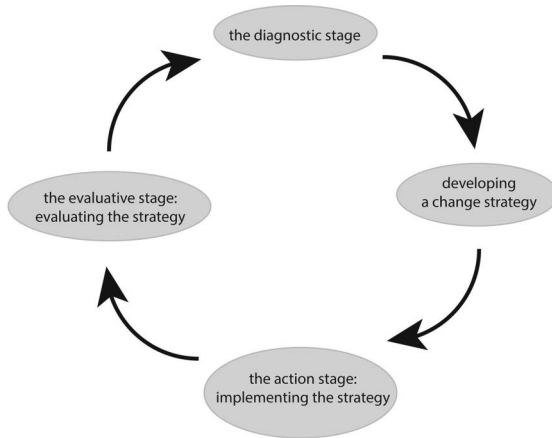 the diagnostic stage
developing
a change strategy
the action stage:
implementing the strategy
the evaluative stage:
evaluating the strategy